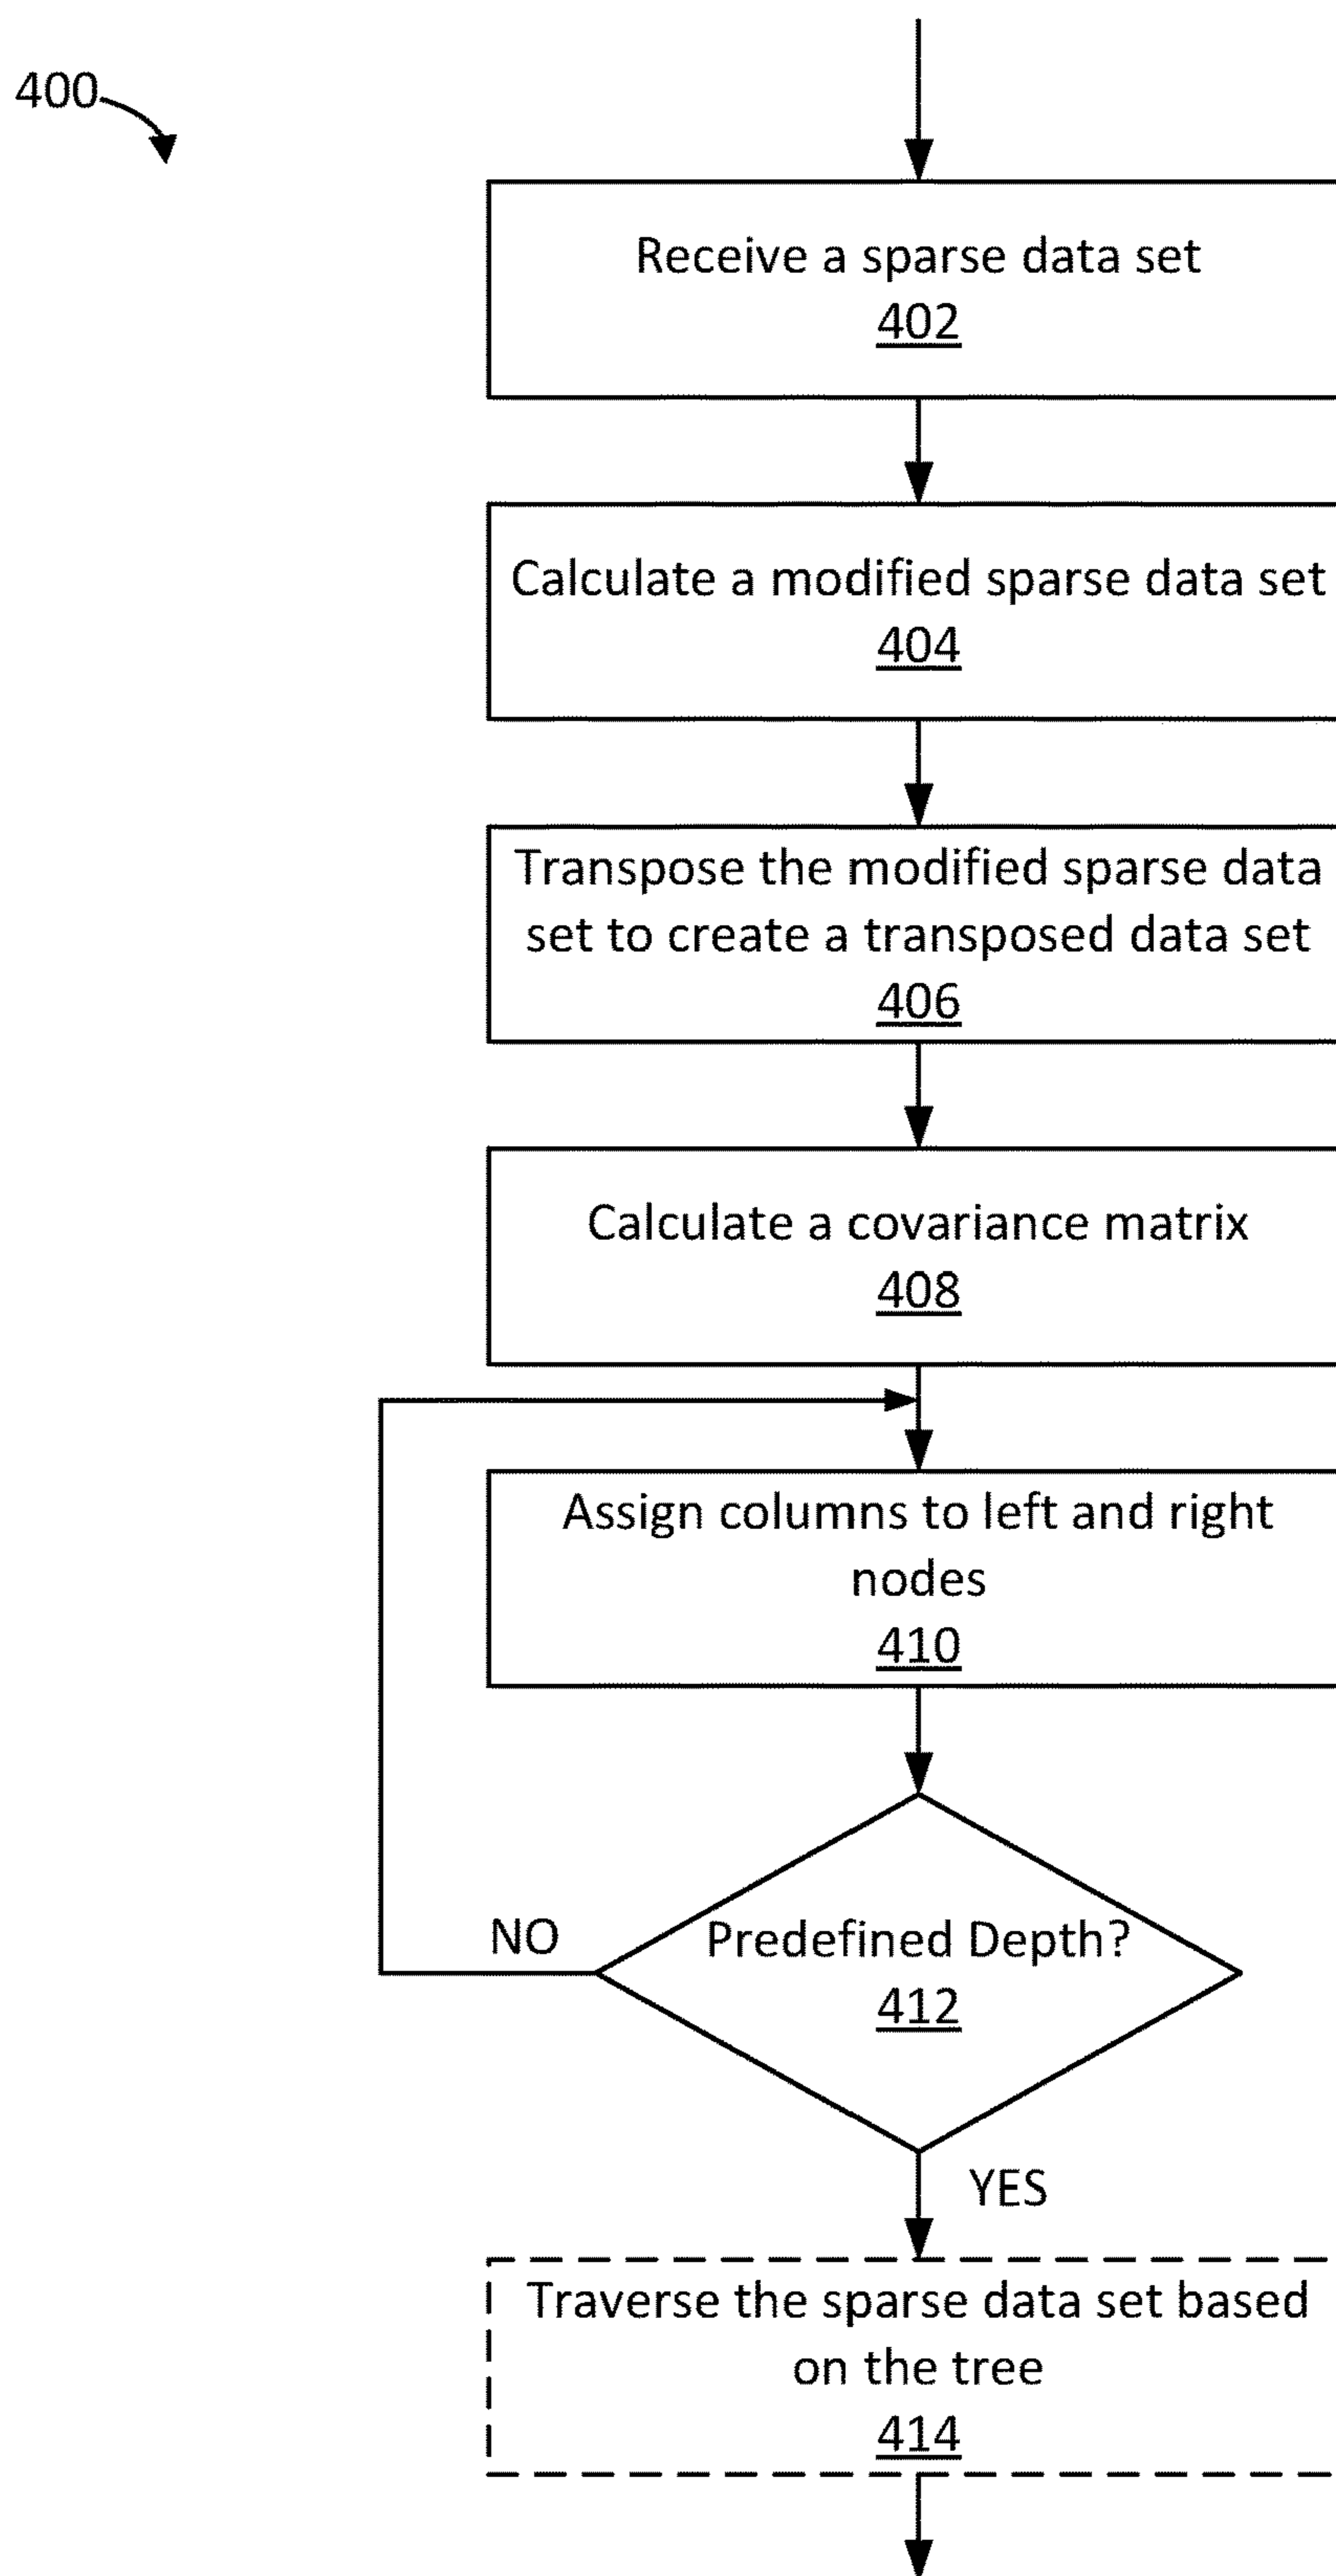 400
Receive a sparse data set
402
Calculate a modified sparse data set
404
Transpose the modified sparse data
set to create a transposed data set
406
Calculate a covariance matrix
408
Assign columns to left and right
nodes
410
Predefined Depth?
412
NO
YES
Traverse the sparse data set based
on the tree
414